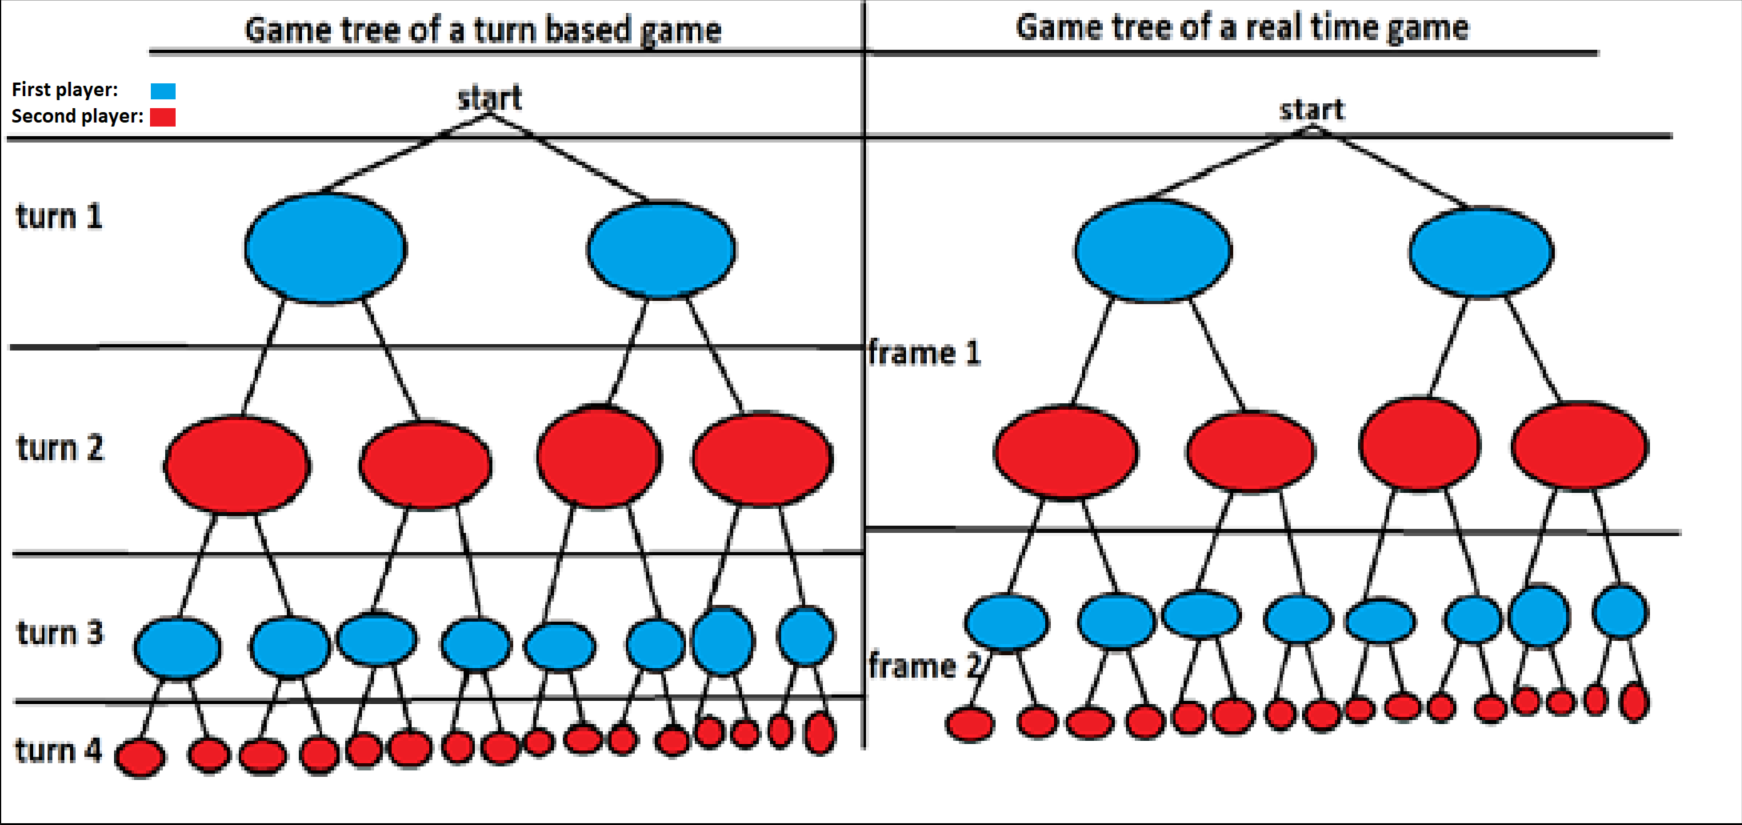 Game tree of a turn based game
First player:
Second player:
start
turn 1
turn 2
turn 3
turn 4
Game tree of a real time game
start
frame 1
frame 2